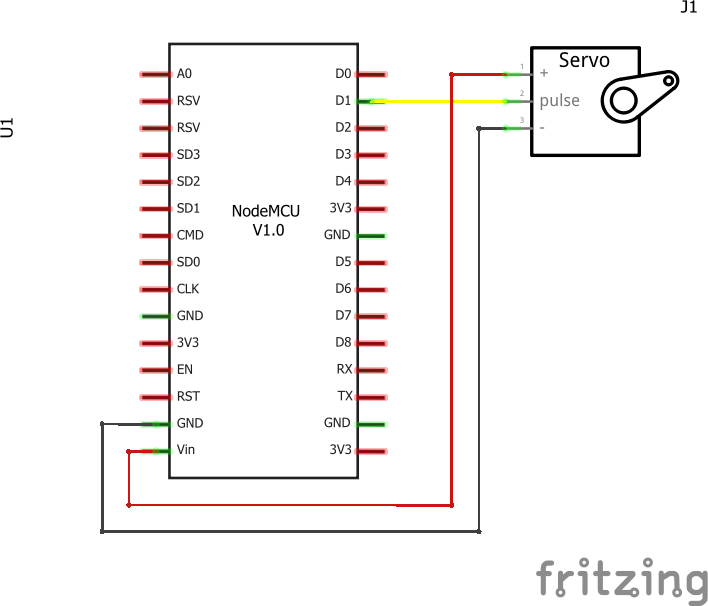 J1
U1
NodeMCU
V1.0
A0
RSV
RSV
SD3
SD2
SD1
CMD
SD0
CLK
GND
3V3
EN
RST
GND
Vin
D0
D1
D2
D3
D4
3V3
GND
D5
D6
D7
D8
RX
TX
GND
3V3
Servo
1
+
2
pulse
3
-
fritzing